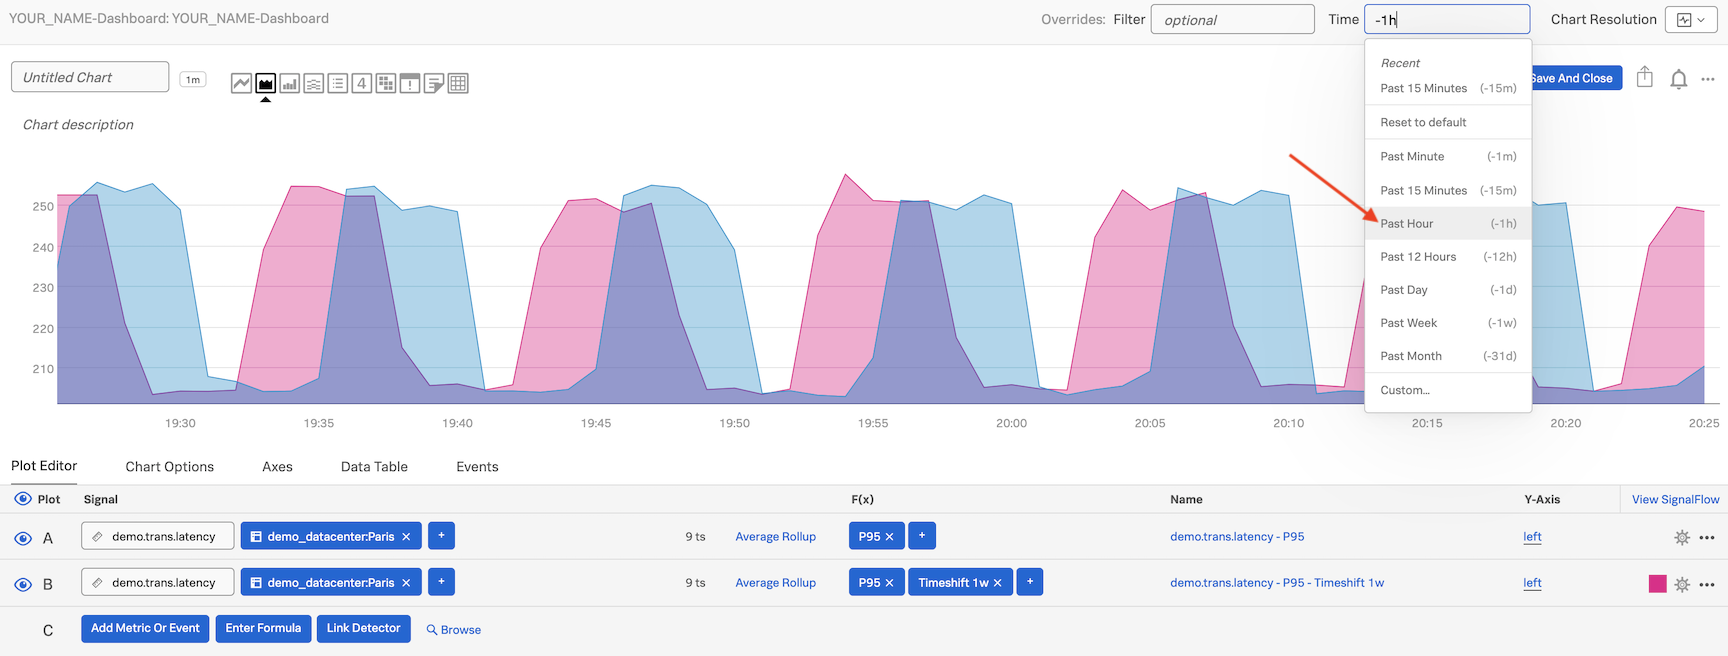 YOUR_NAME-Dashboard: YOUR_NAME-Dashboard
Overrides: Filter optional Time -1h Chart Resolution
Untitled Chart 1m 4
Save And Close
Chart description
Recent
Past 15 Minutes (-15m)
Reset to default
Past Minute (-1m)
Past 15 Minutes (-15m)
Past Hour (-1h)
Past 12 Hours (-12h)
Past Day (-1d)
Past Week (-1w)
Past Month (-31d)
Custom...
250
240
230
220
210
19:30 19:35 19:40 19:45 19:50 19:55 20:00 20:05 20:10 20:15 20:20 20:25
Plot Editor Chart Options Axes Data Table Events
Plot Signal F(x) Name Y-Axis View SignalFlow
A demo.trans.latency demo_datacenter:Paris × + 9 ts Average Rollup P95 × + demo.trans.latency - P95 left
B demo.trans.latency demo_datacenter:Paris × + 9 ts Average Rollup P95 × Timeshift 1w × + demo.trans.latency - P95 - Timeshift 1w left
C Add Metric Or Event Enter Formula Link Detector Browse